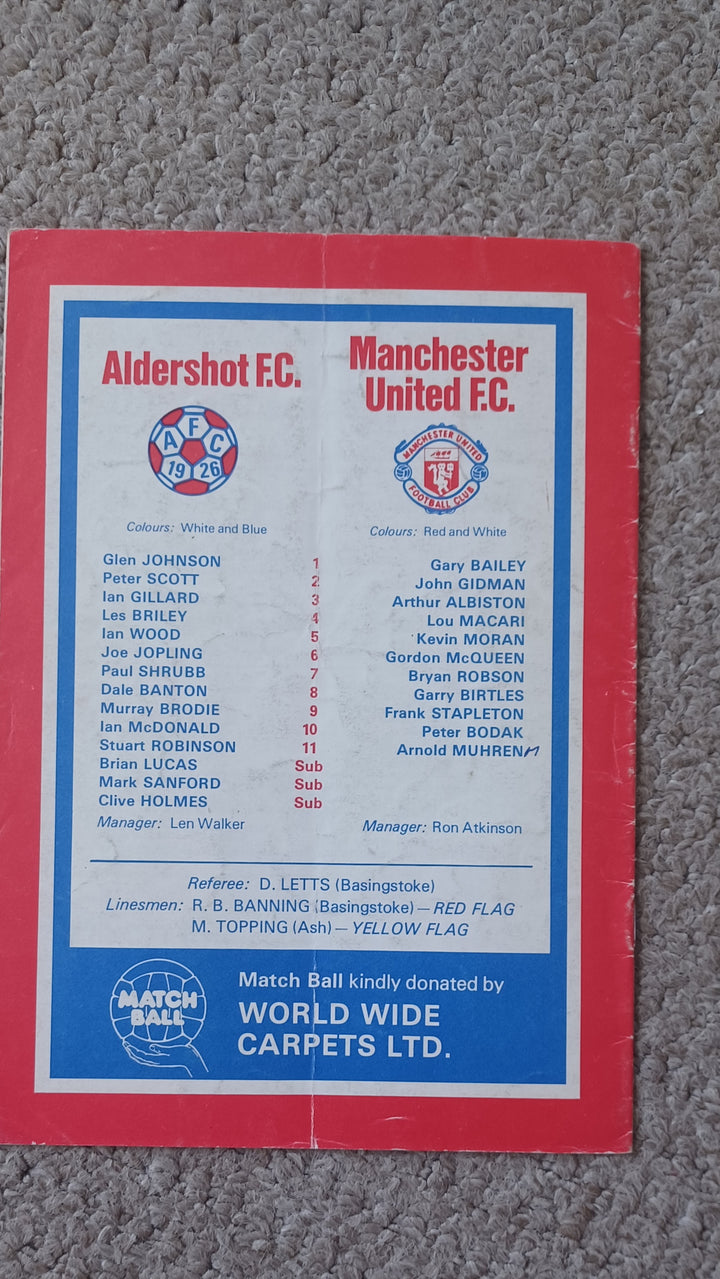 Aldershot F.C.
Manchester
United F.C.
AFC
1926
MANCHESTER UNITED
FOOTBALL CLUB
Colours: White and Blue
Colours: Red and White
Glen JOHNSON 1 Gary BAILEY
Peter SCOTT 2 John GIDMAN
Ian GILLARD 3 Arthur ALBISTON
Les BRILEY 4 Lou MACARI
Ian WOOD 5 Kevin MORAN
Joe JOPLING 6 Gordon McQUEEN
Paul SHRUBB 7 Bryan ROBSON
Dale BANTON 8 Garry BIRTLES
Murray BRODIE 9 Frank STAPLETON
Ian McDONALD 10 Peter BODAK
Stuart ROBINSON 11 Arnold MUHREN
Brian LUCAS Sub
Mark SANFORD Sub
Clive HOLMES Sub
Manager: Len Walker
Manager: Ron Atkinson
Referee: D. LETTS (Basingstoke)
Linesmen: R. B. BANNING (Basingstoke) — RED FLAG
M. TOPPING (Ash) — YELLOW FLAG
MATCH
BALL
Match Ball kindly donated by
WORLD WIDE
CARPETS LTD.